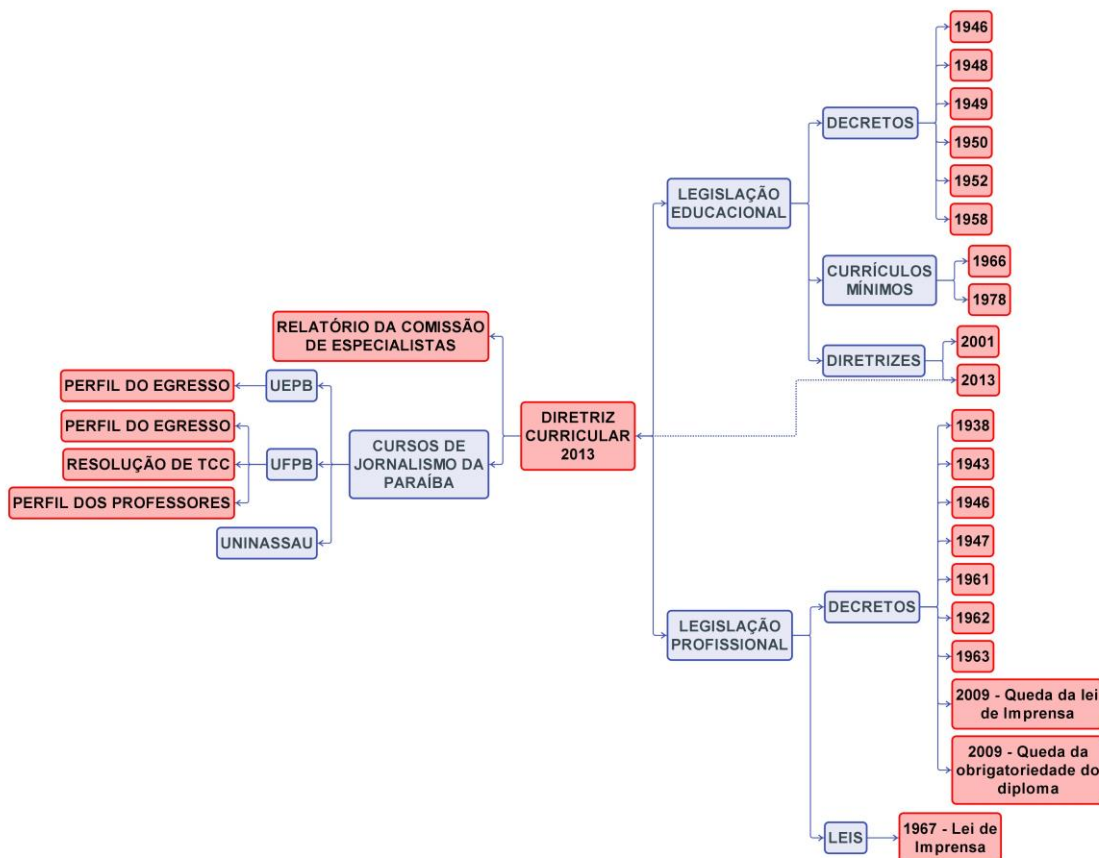 RELATÓRIO DA COMISSÃO
DE ESPECIALISTAS
PERFIL DO EGRESSO
UEPB
PERFIL DO EGRESSO
RESOLUÇÃO DE TCC
PERFIL DOS PROFESSORES
UFPB
UNINASSAU
CURSOS DE
JORNALISMO DA
PARAÍBA
DIRETRIZ
CURRICULAR
2013
LEGISLAÇÃO
EDUCACIONAL
DECRETOS
1946
1948
1949
1950
1952
1958
CURRÍCULOS
MÍNIMOS
1966
1978
DIRETRIZES
2001
2013
LEGISLAÇÃO
PROFISSIONAL
DECRETOS
1938
1943
1946
1947
1961
1962
1963
2009 - Queda da lei
de Imprensa
2009 - Queda da
obrigatoriedade do
diploma
LEIS
1967 - Lei de
Imprensa